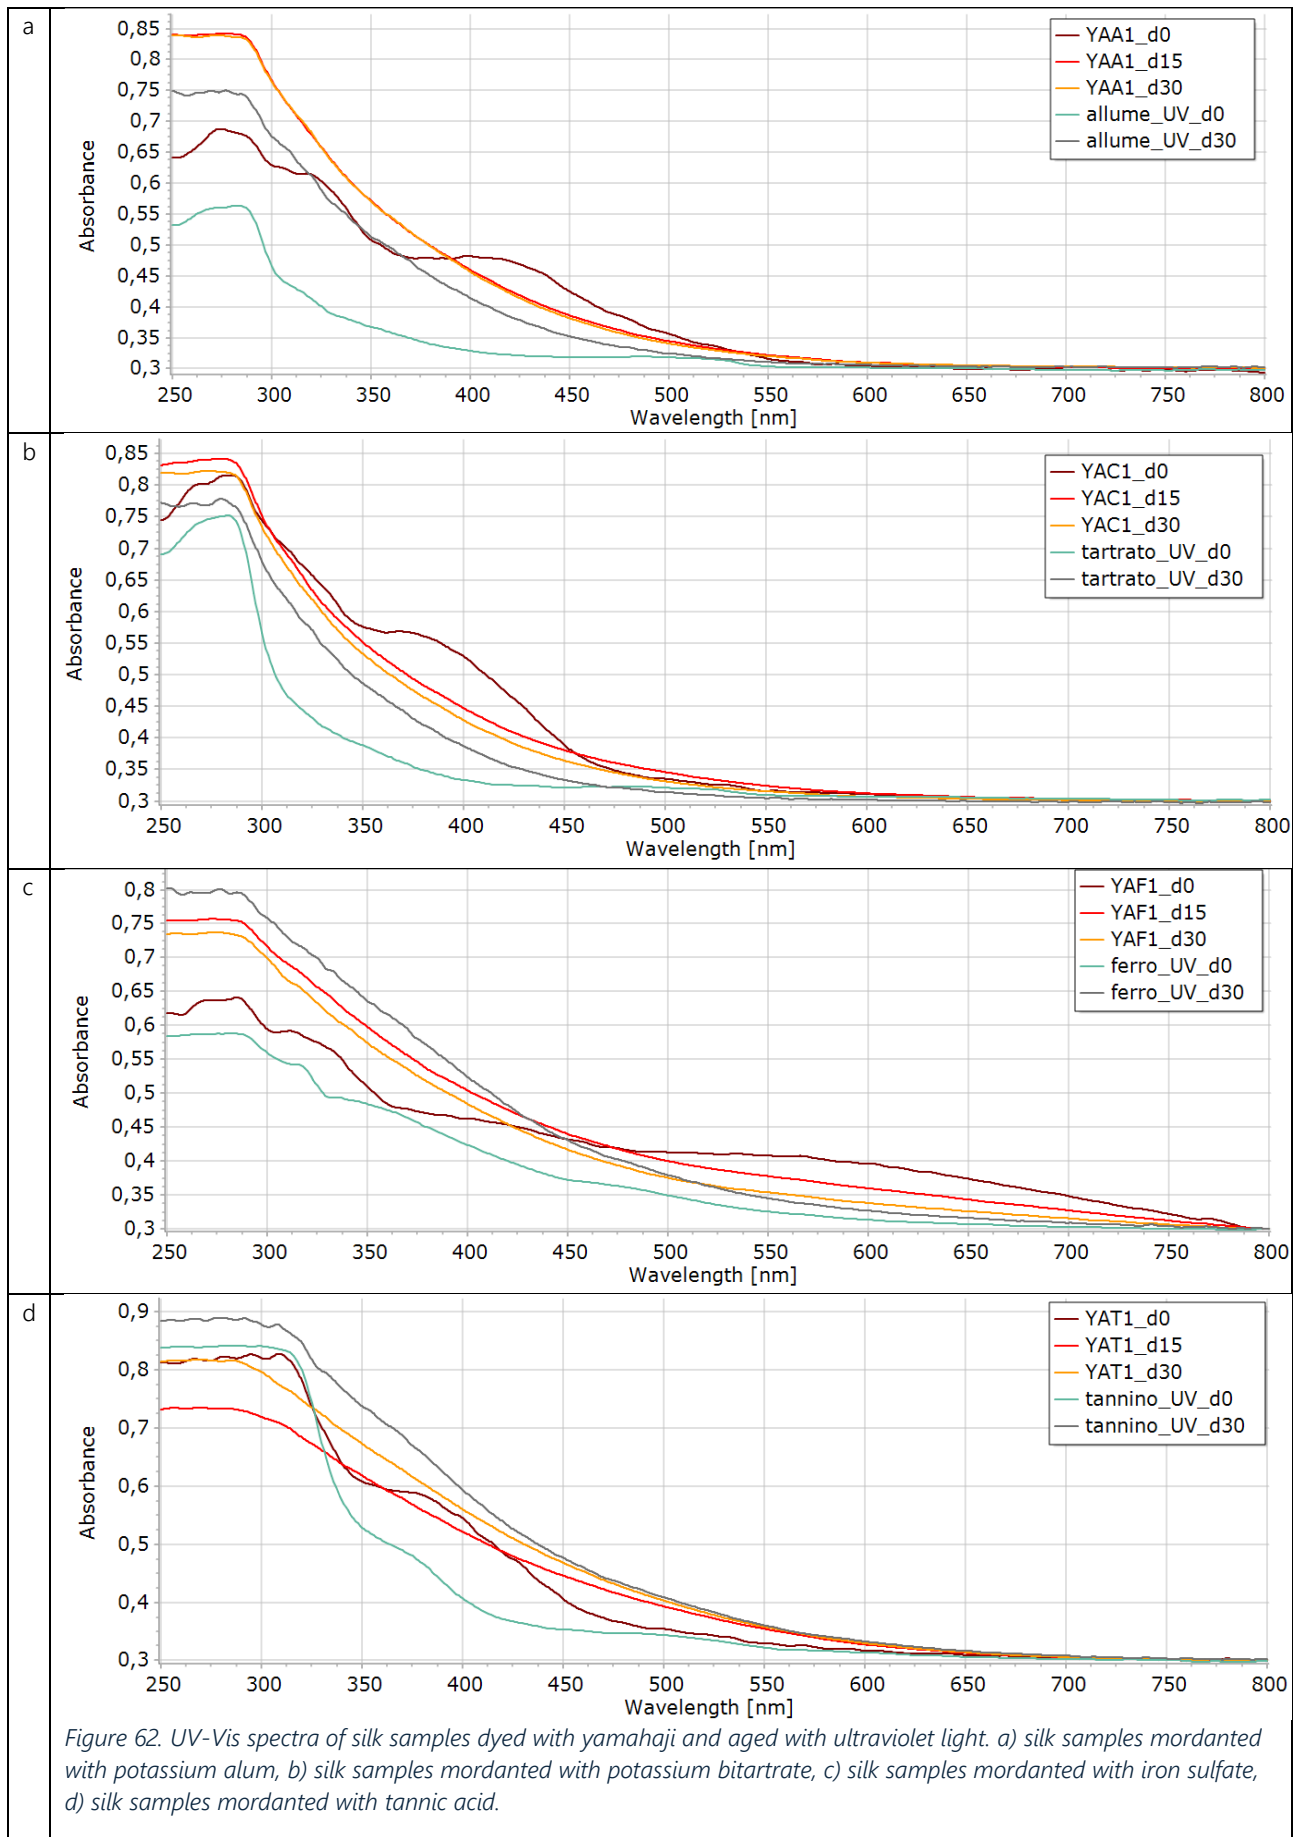 a
0,85
0,8
0,75
0,7
0,65
0,6
0,55
0,5
0,45
0,4
0,35
0,3
Absorbance
YAA1_d0
YAA1_d15
YAA1_d30
allume_UV_d0
allume_UV_d30
250 300 350 400 450 500 550 600 650 700 750 800
Wavelength [nm]
b
0,85
0,8
0,75
0,7
0,65
0,6
0,55
0,5
0,45
0,4
0,35
0,3
Absorbance
YAC1_d0
YAC1_d15
YAC1_d30
tartrato_UV_d0
tartrato_UV_d30
250 300 350 400 450 500 550 600 650 700 750 800
Wavelength [nm]
c
0,8
0,75
0,7
0,65
0,6
0,55
0,5
0,45
0,4
0,35
0,3
Absorbance
YAF1_d0
YAF1_d15
YAF1_d30
ferro_UV_d0
ferro_UV_d30
250 300 350 400 450 500 550 600 650 700 750 800
Wavelength [nm]
d
0,9
0,8
0,7
0,6
0,5
0,4
0,3
Absorbance
YAT1_d0
YAT1_d15
YAT1_d30
tannino_UV_d0
tannino_UV_d30
250 300 350 400 450 500 550 600 650 700 750 800
Wavelength [nm]
Figure 62. UV-Vis spectra of silk samples dyed with yamahaji and aged with ultraviolet light. a) silk samples mordanted
with potassium alum, b) silk samples mordanted with potassium bitartrate, c) silk samples mordanted with iron sulfate,
d) silk samples mordanted with tannic acid.